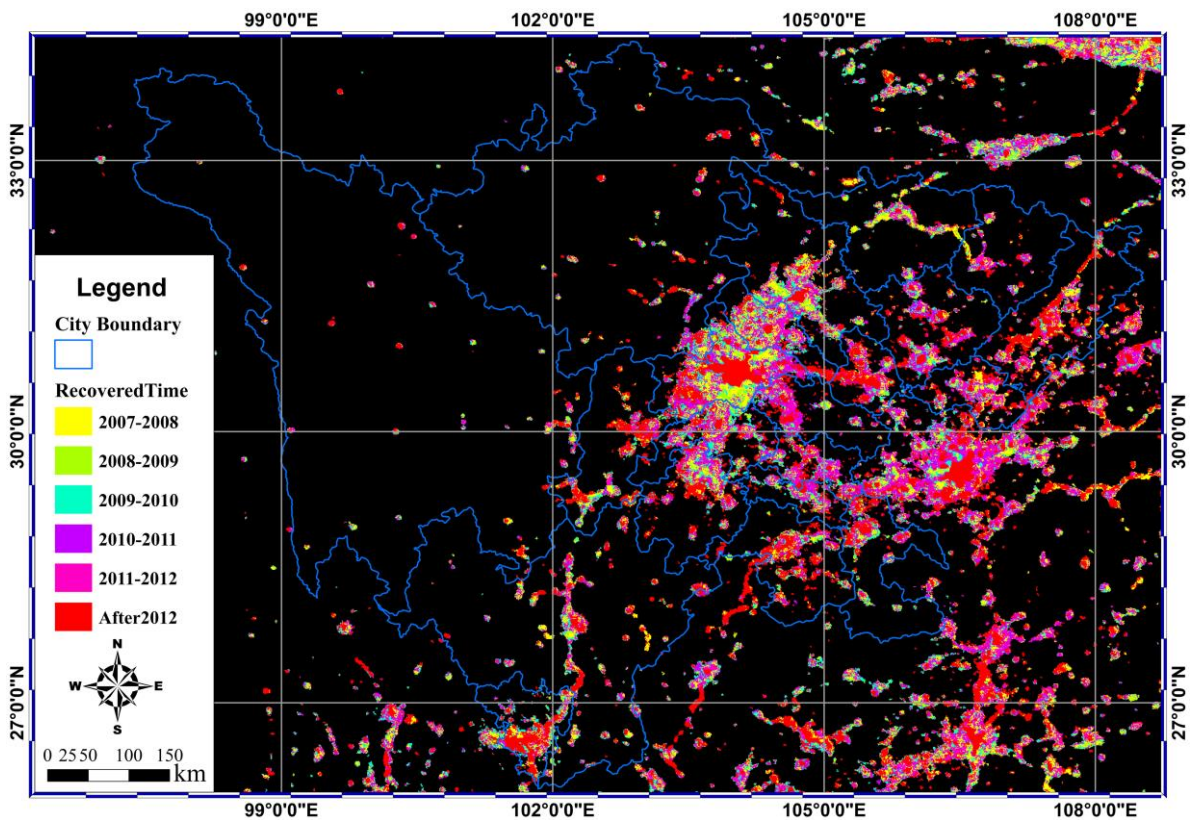 99°0'0"E 102°0'0"E 105°0'0"E 108°0'0"E
33°0'0"N
33°0'0"N
Legend
City Boundary
RecoveredTime
2007-2008
2008-2009
2009-2010
2010-2011
2011-2012
After2012
N
W E
S
0 25 50 100 150
km
30°0'0"N
30°0'0"N
27°0'0"N
27°0'0"N
99°0'0"E 102°0'0"E 105°0'0"E 108°0'0"E